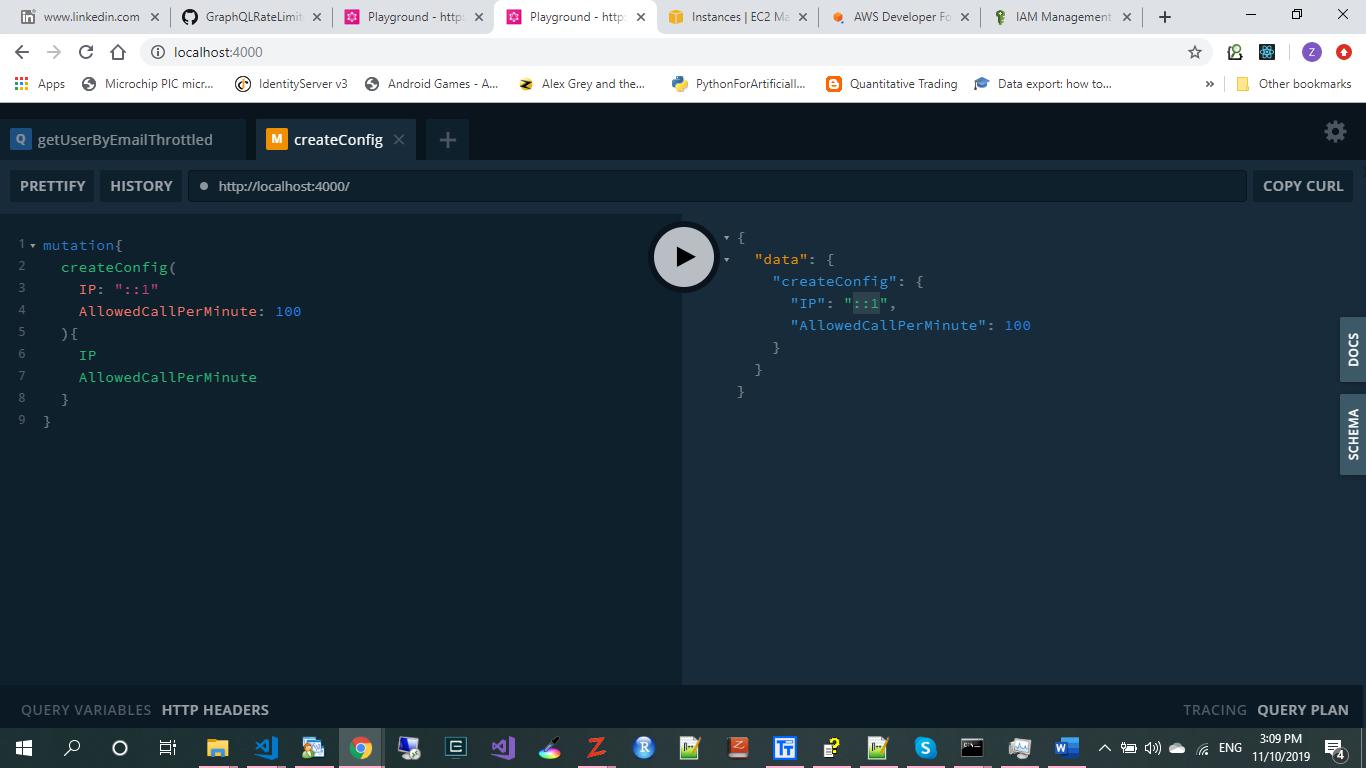 www.linkedin.com
GraphQLRateLimit
Playground - http
Playground - http
Instances | EC2 Ma
AWS Developer Fo
IAM Management
localhost:4000
Z
Apps
Microchip PIC micr...
IdentityServer v3
Android Games - A...
Alex Grey and the...
PythonForArtificiall...
Quantitative Trading
Data export: how to...
»
Other bookmarks
Q getUserByEmailThrottled
M createConfig
PRETTIFY
HISTORY
http://localhost:4000/
COPY CURL
1 mutation{
2 createConfig(
3 IP: "::1"
4 AllowedCallPerMinute: 100
5 ){
6 IP
7 AllowedCallPerMinute
8 }
9 }
{
"data": {
"createConfig": {
"IP": "::1",
"AllowedCallPerMinute": 100
}
}
}
DOCS
SCHEMA
QUERY VARIABLES HTTP HEADERS
TRACING QUERY PLAN
ENG
3:09 PM
11/10/2019
4